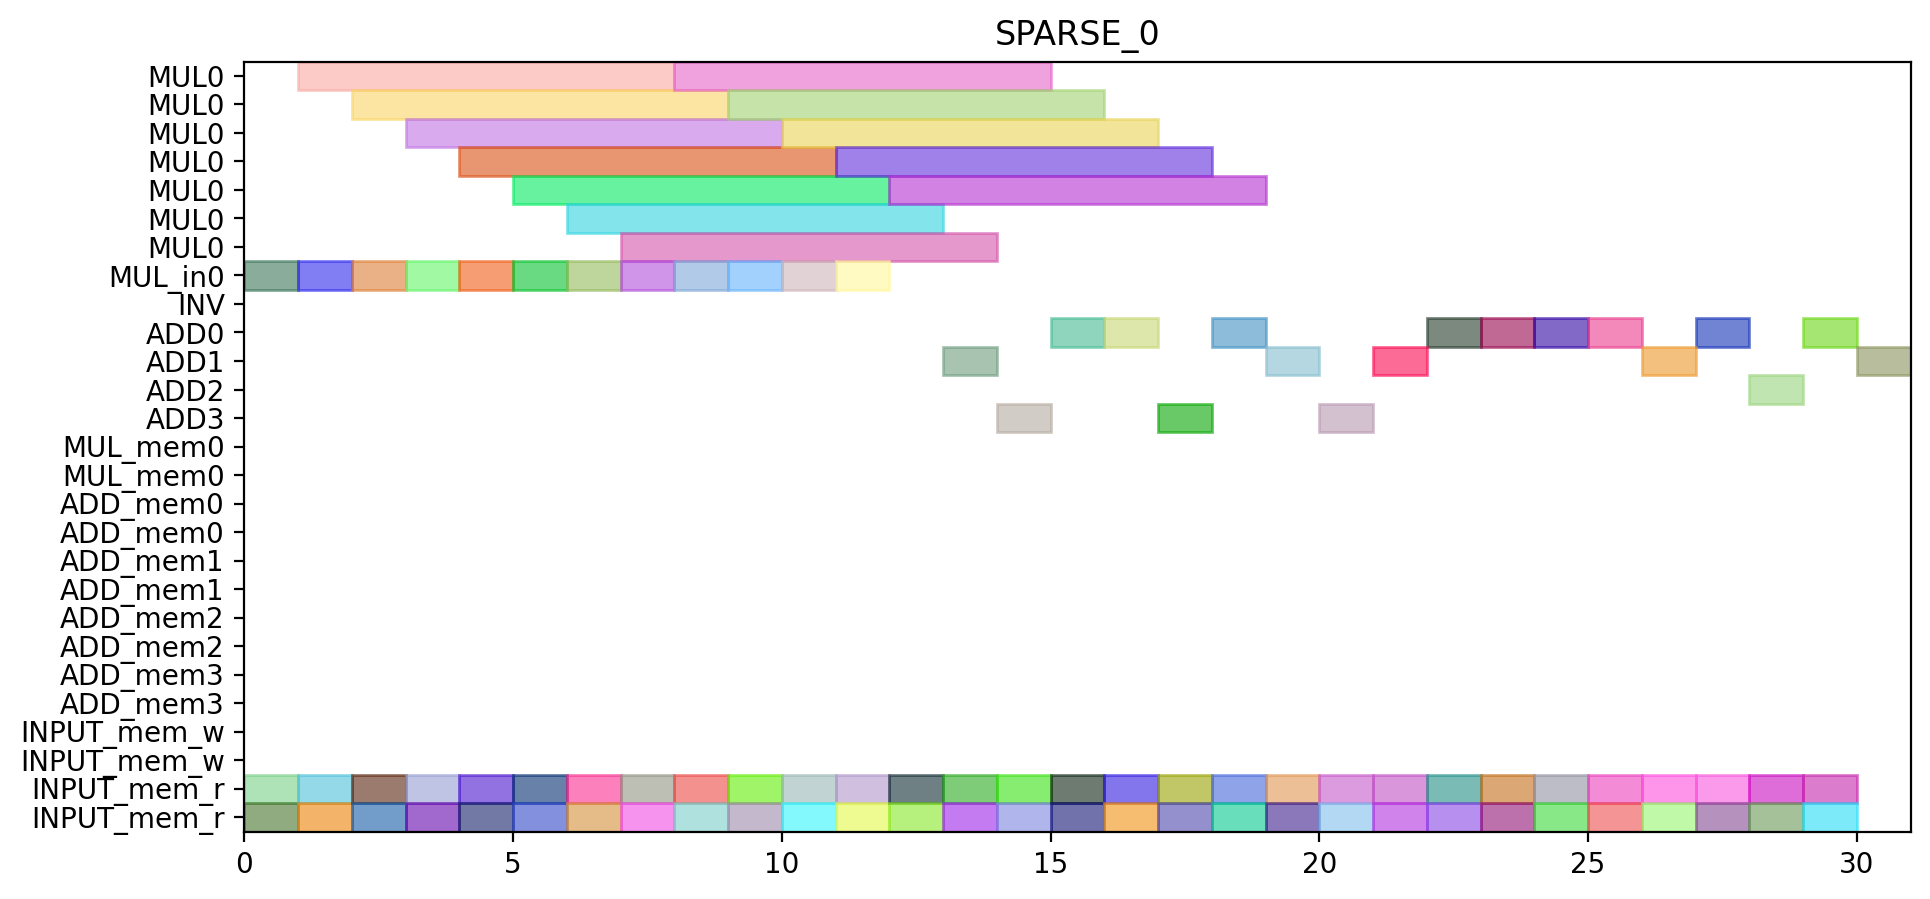 SPARSE_0
MUL0
MUL0
MUL0
MUL0
MUL0
MUL0
MUL0
MUL_in0
INV
ADD0
ADD1
ADD2
ADD3
MUL_mem0
MUL_mem0
ADD_mem0
ADD_mem0
ADD_mem1
ADD_mem1
ADD_mem2
ADD_mem2
ADD_mem3
ADD_mem3
INPUT_mem_w
INPUT_mem_w
INPUT_mem_r
INPUT_mem_r
0 5 10 15 20 25 30